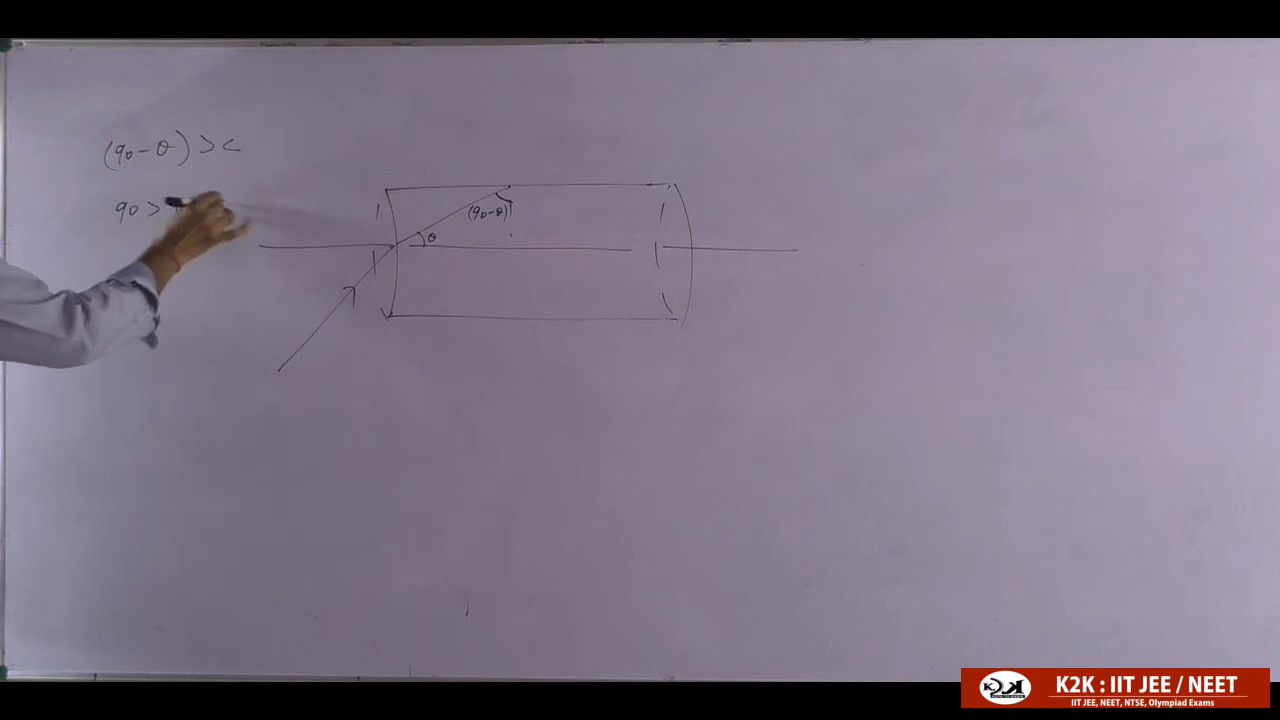 (90-θ) > C
90 >
θ
(90-θ)
K2K : IIT JEE / NEET
IIT JEE, NEET, NTSE, Olympiad Exams